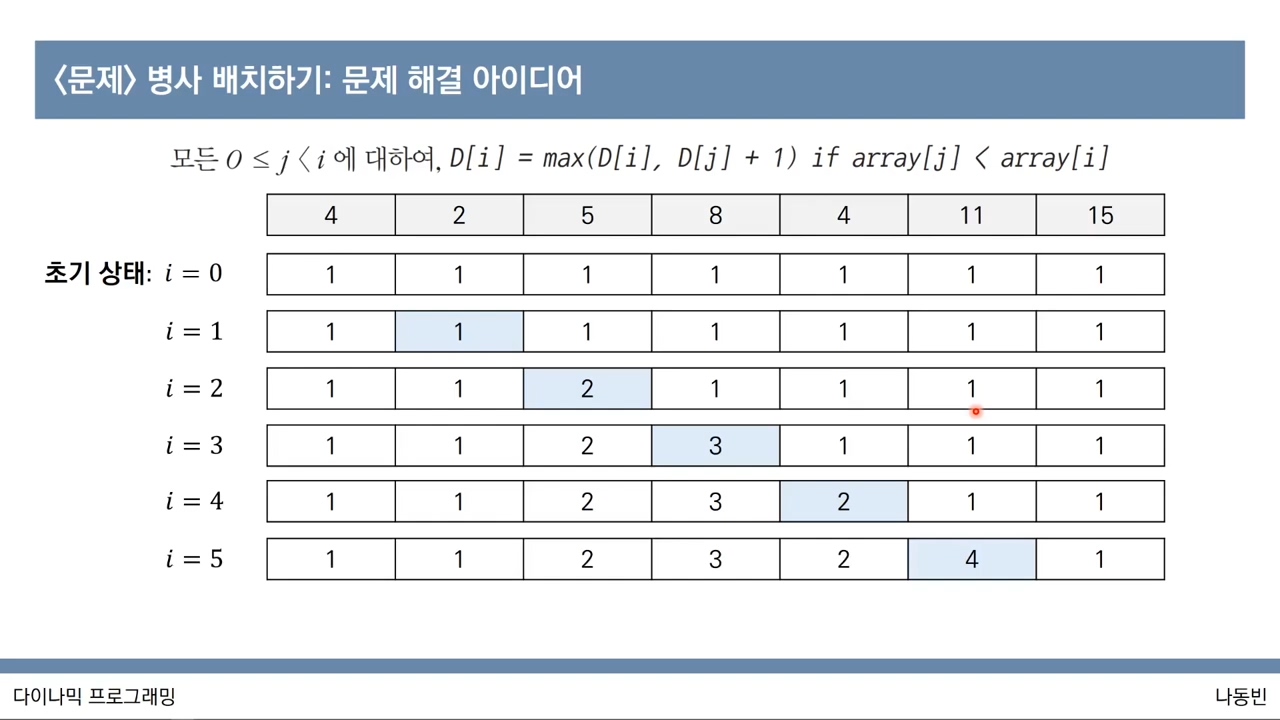 〈문제〉 병사 배치하기: 문제 해결 아이디어
모든 0 ≤ j < i 에 대하여, D[i] = max(D[i], D[j] + 1) if array[j] < array[i]
4 2 5 8 4 11 15
초기 상태: i = 0 1 1 1 1 1 1 1
i = 1 1 1 1 1 1 1 1
i = 2 1 1 2 1 1 1 1
i = 3 1 1 2 3 1 1 1
i = 4 1 1 2 3 2 1 1
i = 5 1 1 2 3 2 4 1
다이나믹 프로그래밍
나동빈